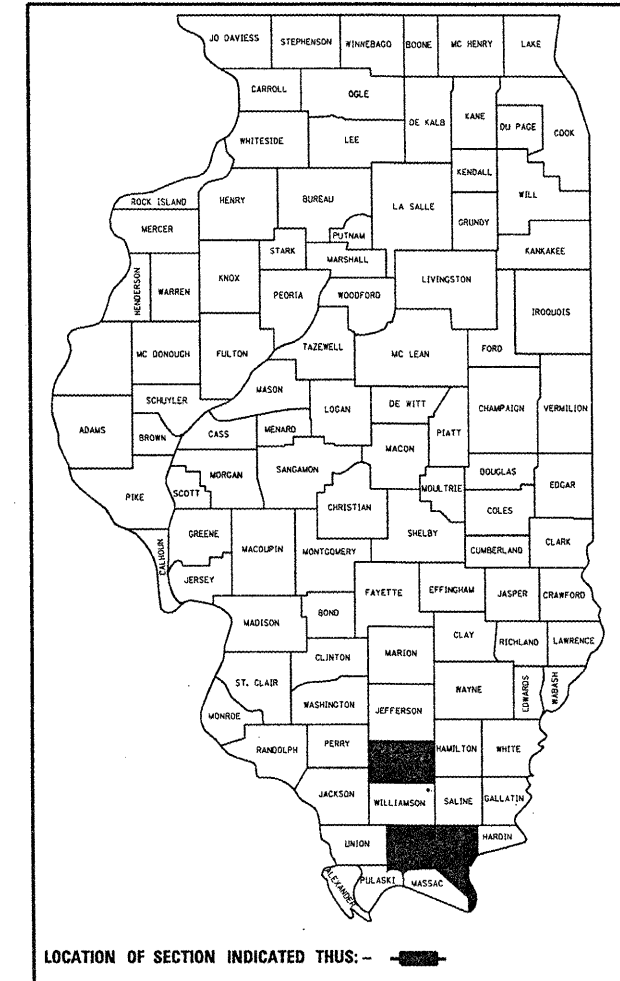 JO DAVIESS STEPHENSON WINNEBAGO BOONE MC HENRY LAKE
CARROLL OGLE DE KALB KANE DU PAGE COOK
WHITESIDE LEE KENDALL WILL
ROCK ISLAND HENRY BUREAU LA SALLE GRUNDY
MERCER PUTNAM KANKAKEE
STARK MARSHALL
HENDERSON WARREN KNOX PEORIA WOODFORD LIVINGSTON IROQUOIS
MC DONOUGH FULTON TAZEWELL MC LEAN FORD
SCHUYLER MASON LOGAN DE WITT CHAMPAIGN VERMILION
ADAMS BROWN CASS MENARD MACON PIATT
PIKE SCOTT MORGAN SANGAMON CHRISTIAN MOULTRIE DOUGLAS EDGAR
COLES
CALHOUN GREENE MACOUPIN MONTGOMERY SHELBY CUMBERLAND CLARK
JERSEY FAYETTE EFFINGHAM JASPER CRAWFORD
MADISON BOND CLAY RICHLAND LAWRENCE
CLINTON MARION
ST. CLAIR WAYNE EDWARDS WABASH
MONROE WASHINGTON JEFFERSON
RANDOLPH PERRY HAMILTON WHITE
JACKSON WILLIAMSON SALINE GALLATIN
UNION HARDIN
ALEXANDER PULASKI MASSAC
LOCATION OF SECTION INDICATED THUS:-